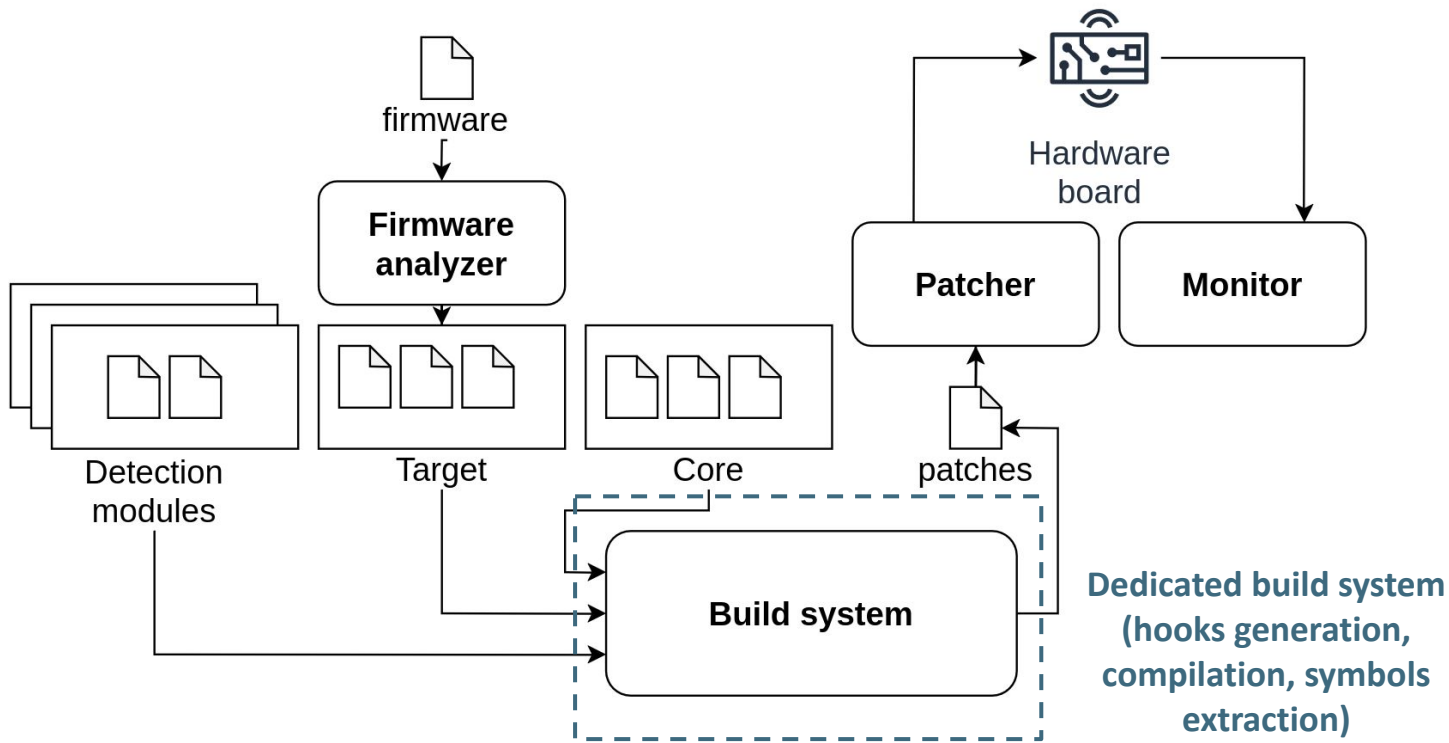 firmware
Firmware
analyzer
Hardware
board
Patcher
Monitor
Detection
modules
Target
Core
patches
Build system
Dedicated build system
(hooks generation,
compilation, symbols
extraction)